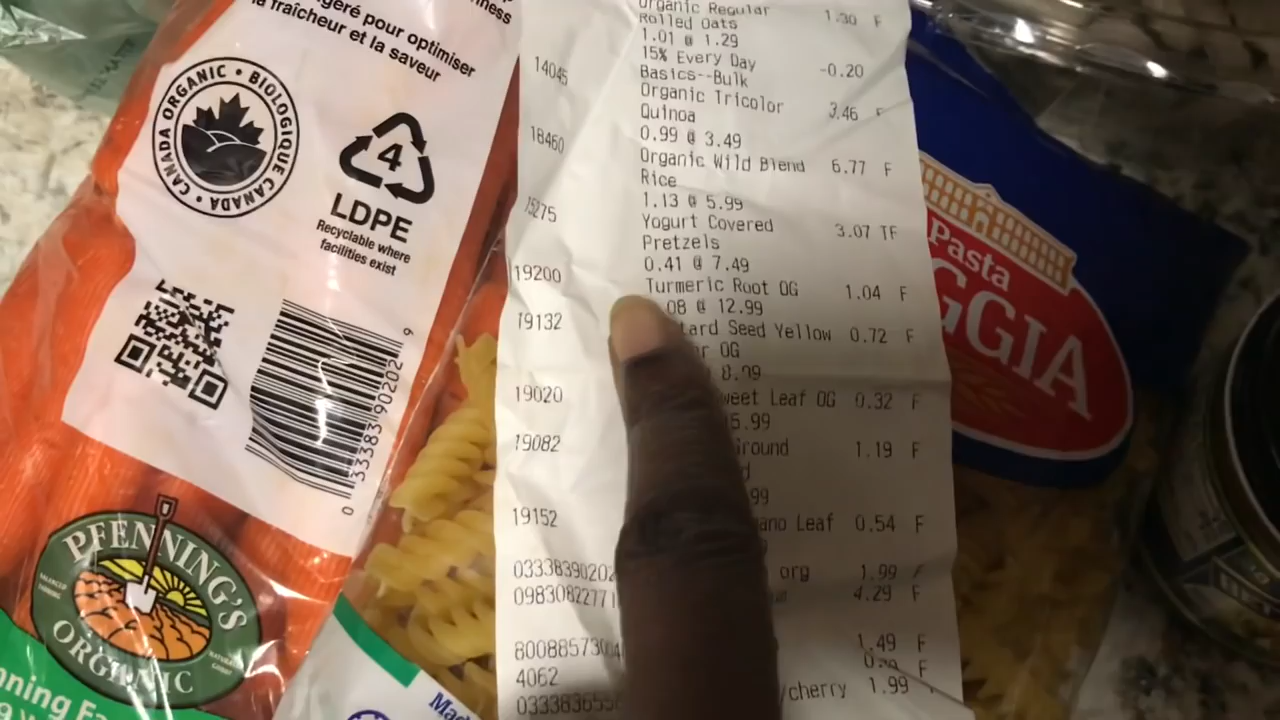 géré pour optimiser
la fraîcheur et la saveur
CANADA ORGANIC • BIOLOGIQUE CANADA •
4
LDPE
Recyclable where
facilities exist
0 33383 90202 9
PFENNING'S
ORGANIC
Organic Regular 1.30 F
Rolled Oats
1.01 @ 1.29
15% Every Day -0.20
Basics--Bulk
14045 Organic Tricolor 3.46 F
Quinoa
0.99 @ 3.49
18460 Organic Wild Blend 6.77 F
Rice
1.13 @ 5.99
15275 Yogurt Covered 3.07 TF
Pretzels
0.41 @ 7.49
19200 Turmeric Root OG 1.04 F
08 @ 12.99
19132 tard Seed Yellow 0.72 F
OG
8.99
19020 weet Leaf OG 0.32 F
5.99
19082 Ground 1.19 F
99
19152 ano Leaf 0.54 F
0333839020 org 1.99 F
09830822771 4.29 F
80088573004 1.49 F
4062 F
033383655 /cherry 1.99
Pasta
GGIA